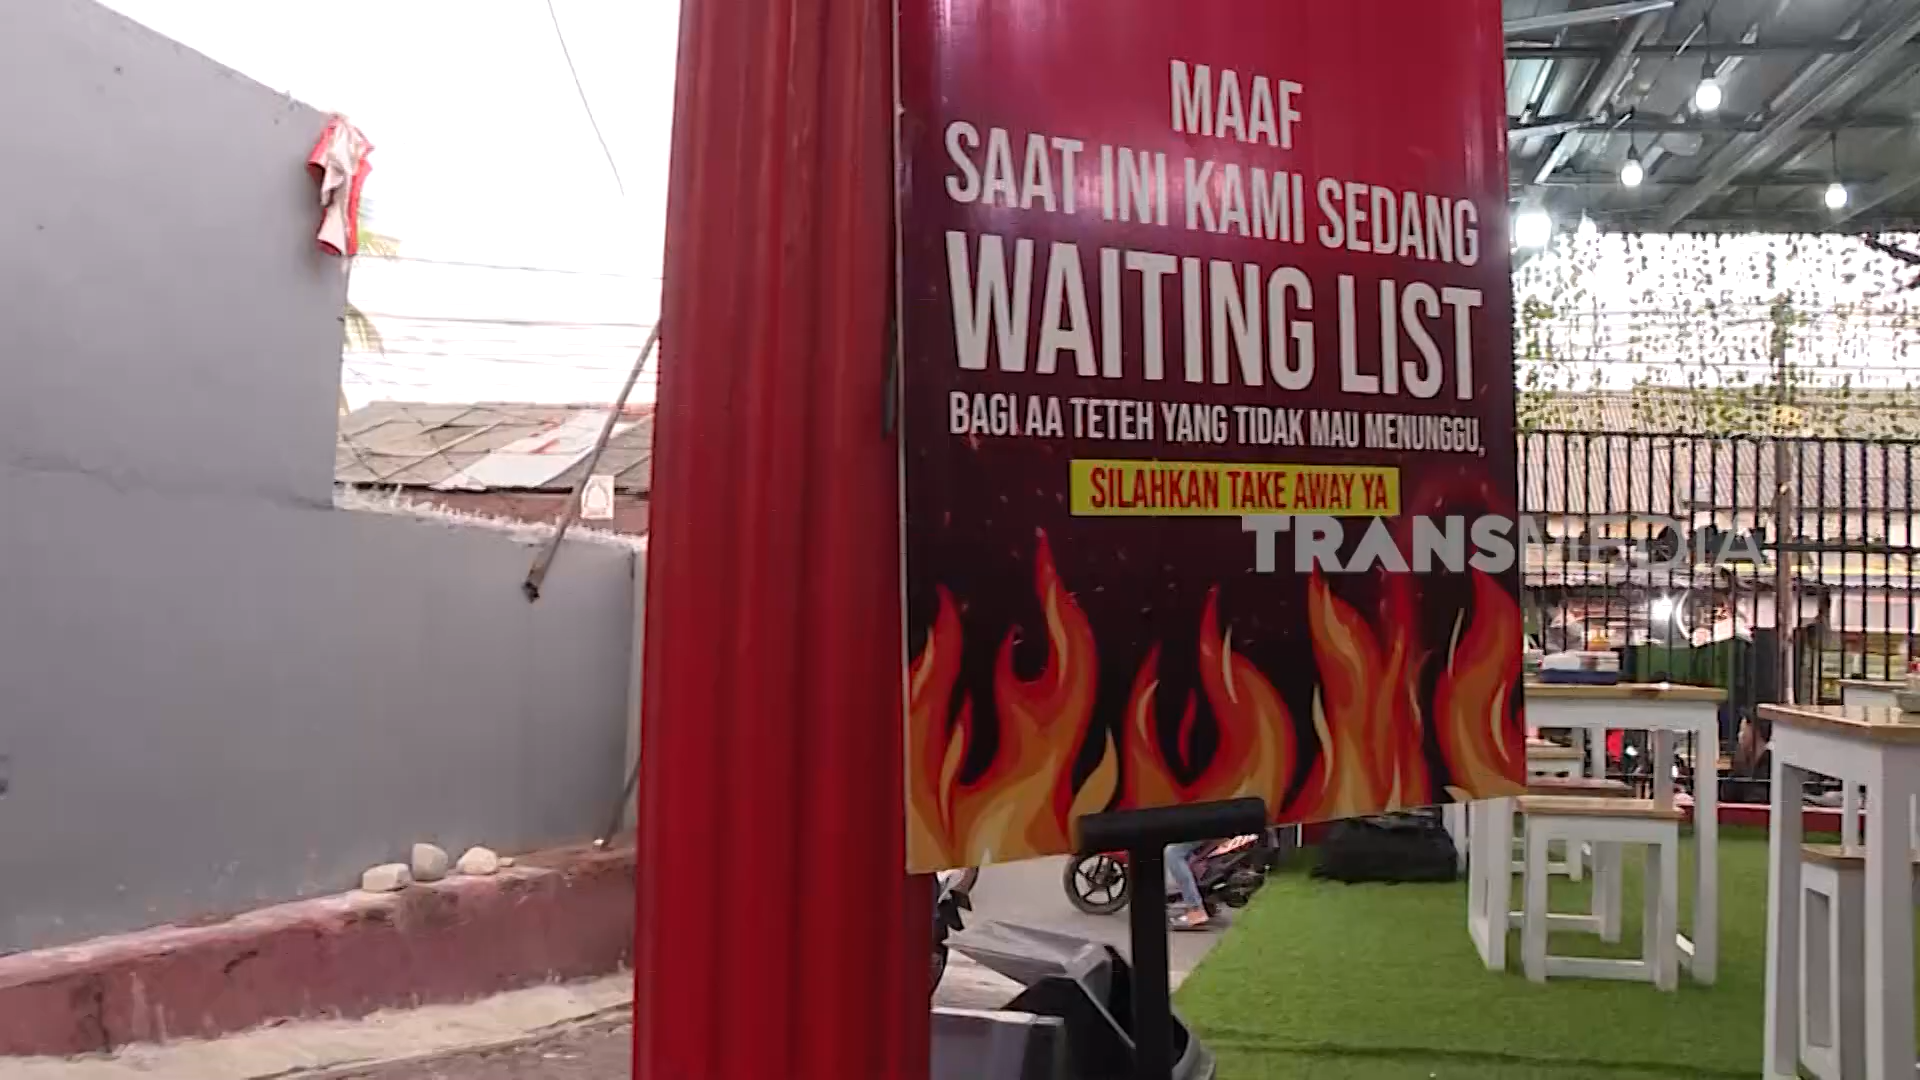 MAAF
SAAT INI KAMI SEDANG
WAITING LIST
BAGI AA TETEH YANG TIDAK MAU MENUNGGU,
SILAHKAN TAKE AWAY YA
TRANSMEDIA